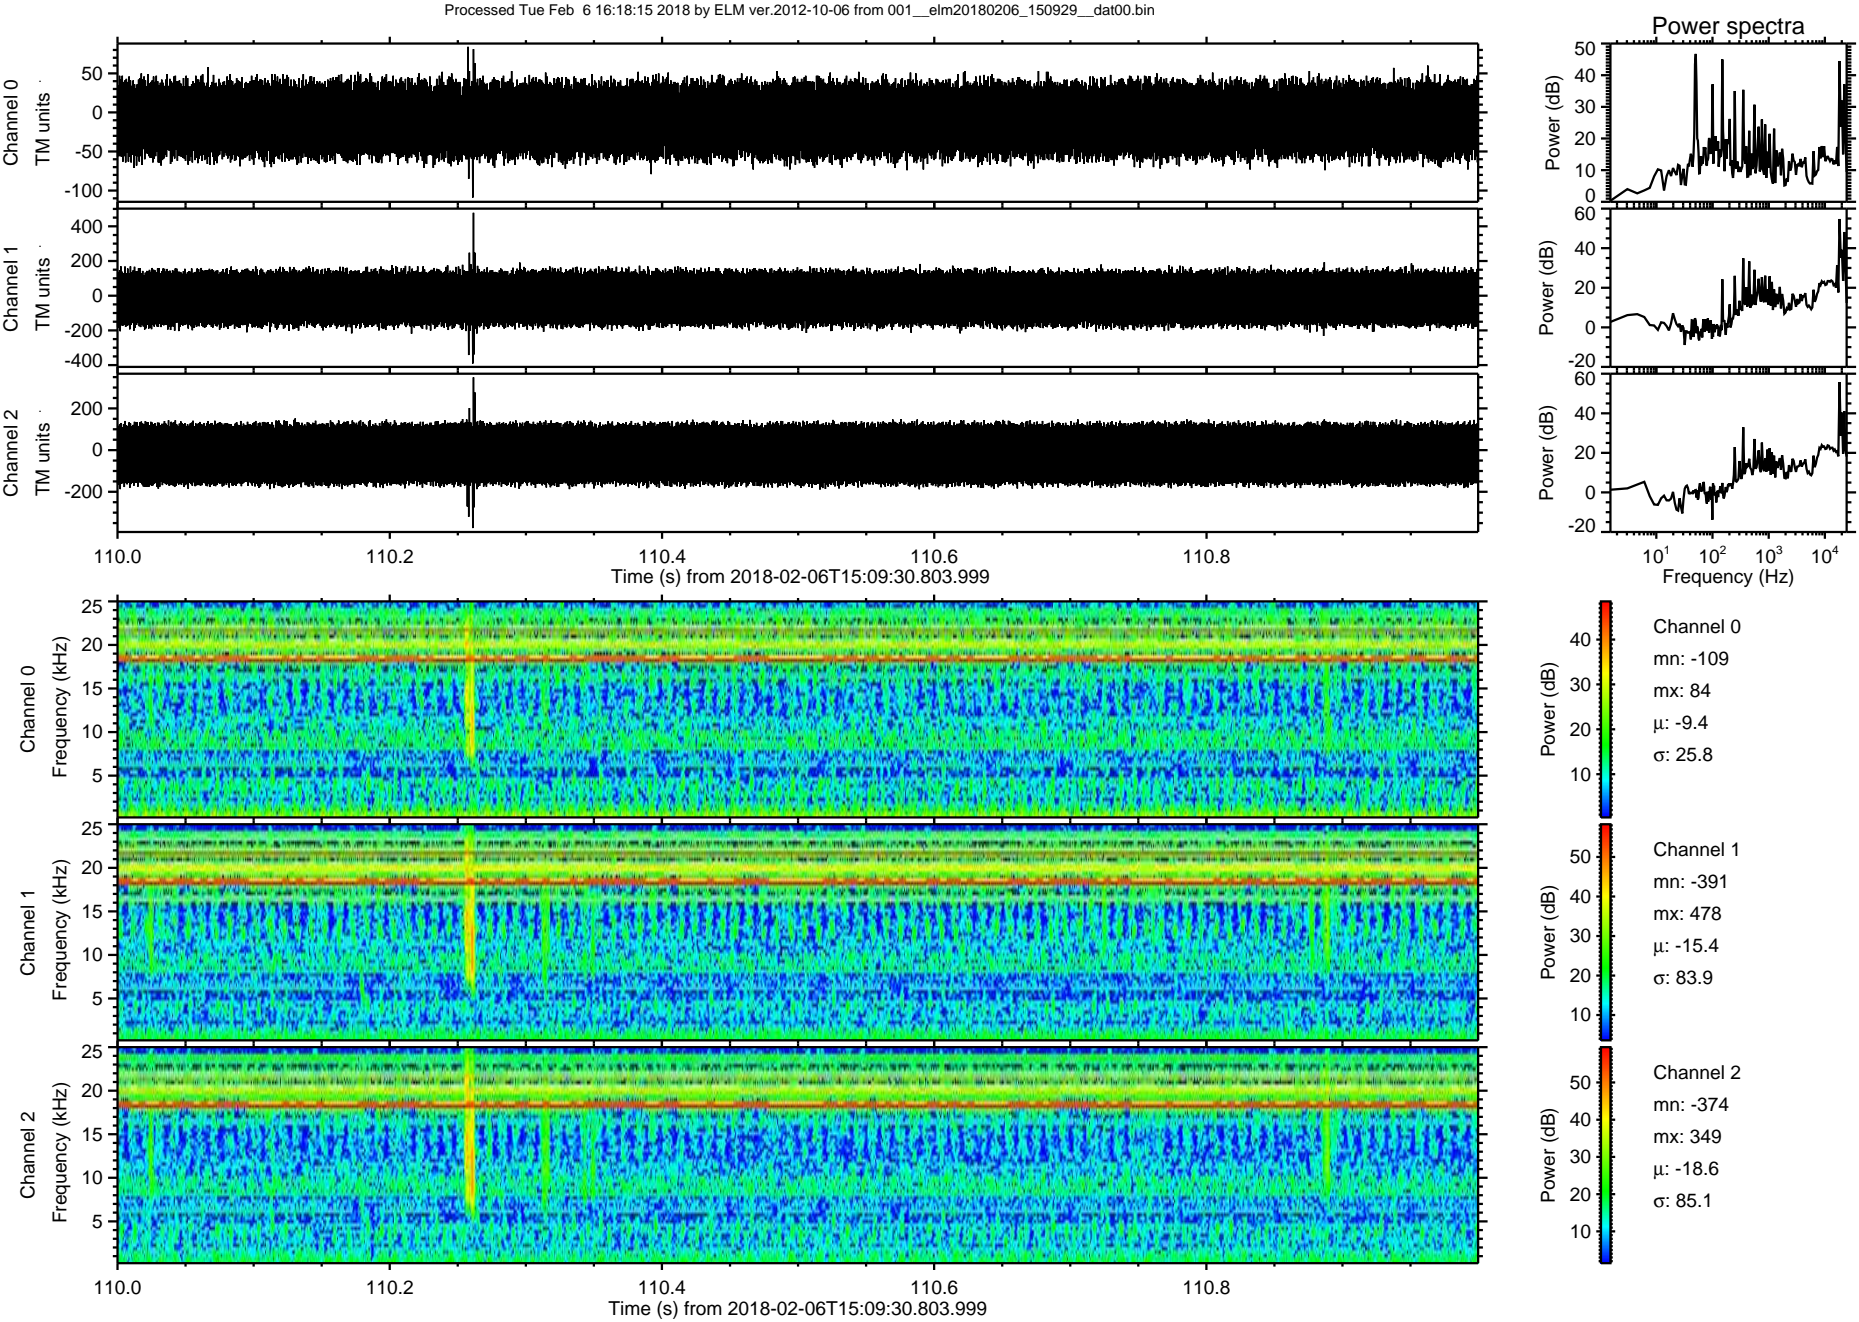 Processed Tue Feb  6 16:18:15 2018 by ELM ver.2012-10-06 from 001__elm20180206_150929__dat00.bin
Power spectra
Channel 0
TM units
50
0
-50
-100
Power (dB)
50
40
30
20
10
0
Channel 1
TM units
400
200
0
-200
-400
Power (dB)
60
40
20
0
-20
Channel 2
TM units
200
0
-200
Power (dB)
60
40
20
0
-20
110.0 110.2 110.4 110.6 110.8
Time (s) from 2018-02-06T15:09:30.803.999
10¹ 10² 10³ 10⁴
Frequency (Hz)
Channel 0
Frequency (kHz)
25
20
15
10
5
Power (dB)
40
30
20
10
Channel 0
mn: -109
mx: 84
μ: -9.4
σ: 25.8
Channel 1
Frequency (kHz)
25
20
15
10
5
Power (dB)
50
40
30
20
10
Channel 1
mn: -391
mx: 478
μ: -15.4
σ: 83.9
Channel 2
Frequency (kHz)
25
20
15
10
5
Power (dB)
50
40
30
20
10
Channel 2
mn: -374
mx: 349
μ: -18.6
σ: 85.1
110.0 110.2 110.4 110.6 110.8
Time (s) from 2018-02-06T15:09:30.803.999